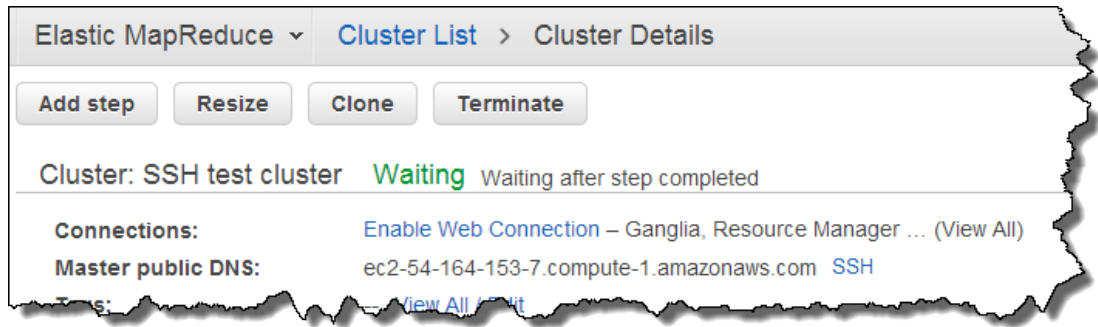 Elastic MapReduce Cluster List > Cluster Details
Add step Resize Clone Terminate
Cluster: SSH test cluster Waiting Waiting after step completed
Connections: Enable Web Connection – Ganglia, Resource Manager … (View All)
Master public DNS: ec2-54-164-153-7.compute-1.amazonaws.com SSH
Tags: -- View All / Edit